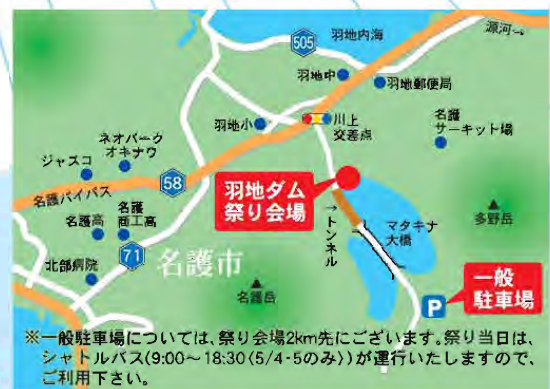 505
羽地内海
源河→
羽地中
羽地郵便局
羽地小
川上
交差点
名護
サーキット場
ネオパーク
オキナワ
ジャスコ
58
名護バイパス
羽地ダム
祭り会場
→トンネル
マタキナ
大橋
多野岳
名護高
名護
商工高
71
名護市
北部病院
名護岳
P
一般
駐車場
※一般駐車場については、祭り会場2km先にございます。祭り当日は、
シャトルバス(9:00～18:30(5/4・5のみ))が運行いたしますので、
ご利用下さい。